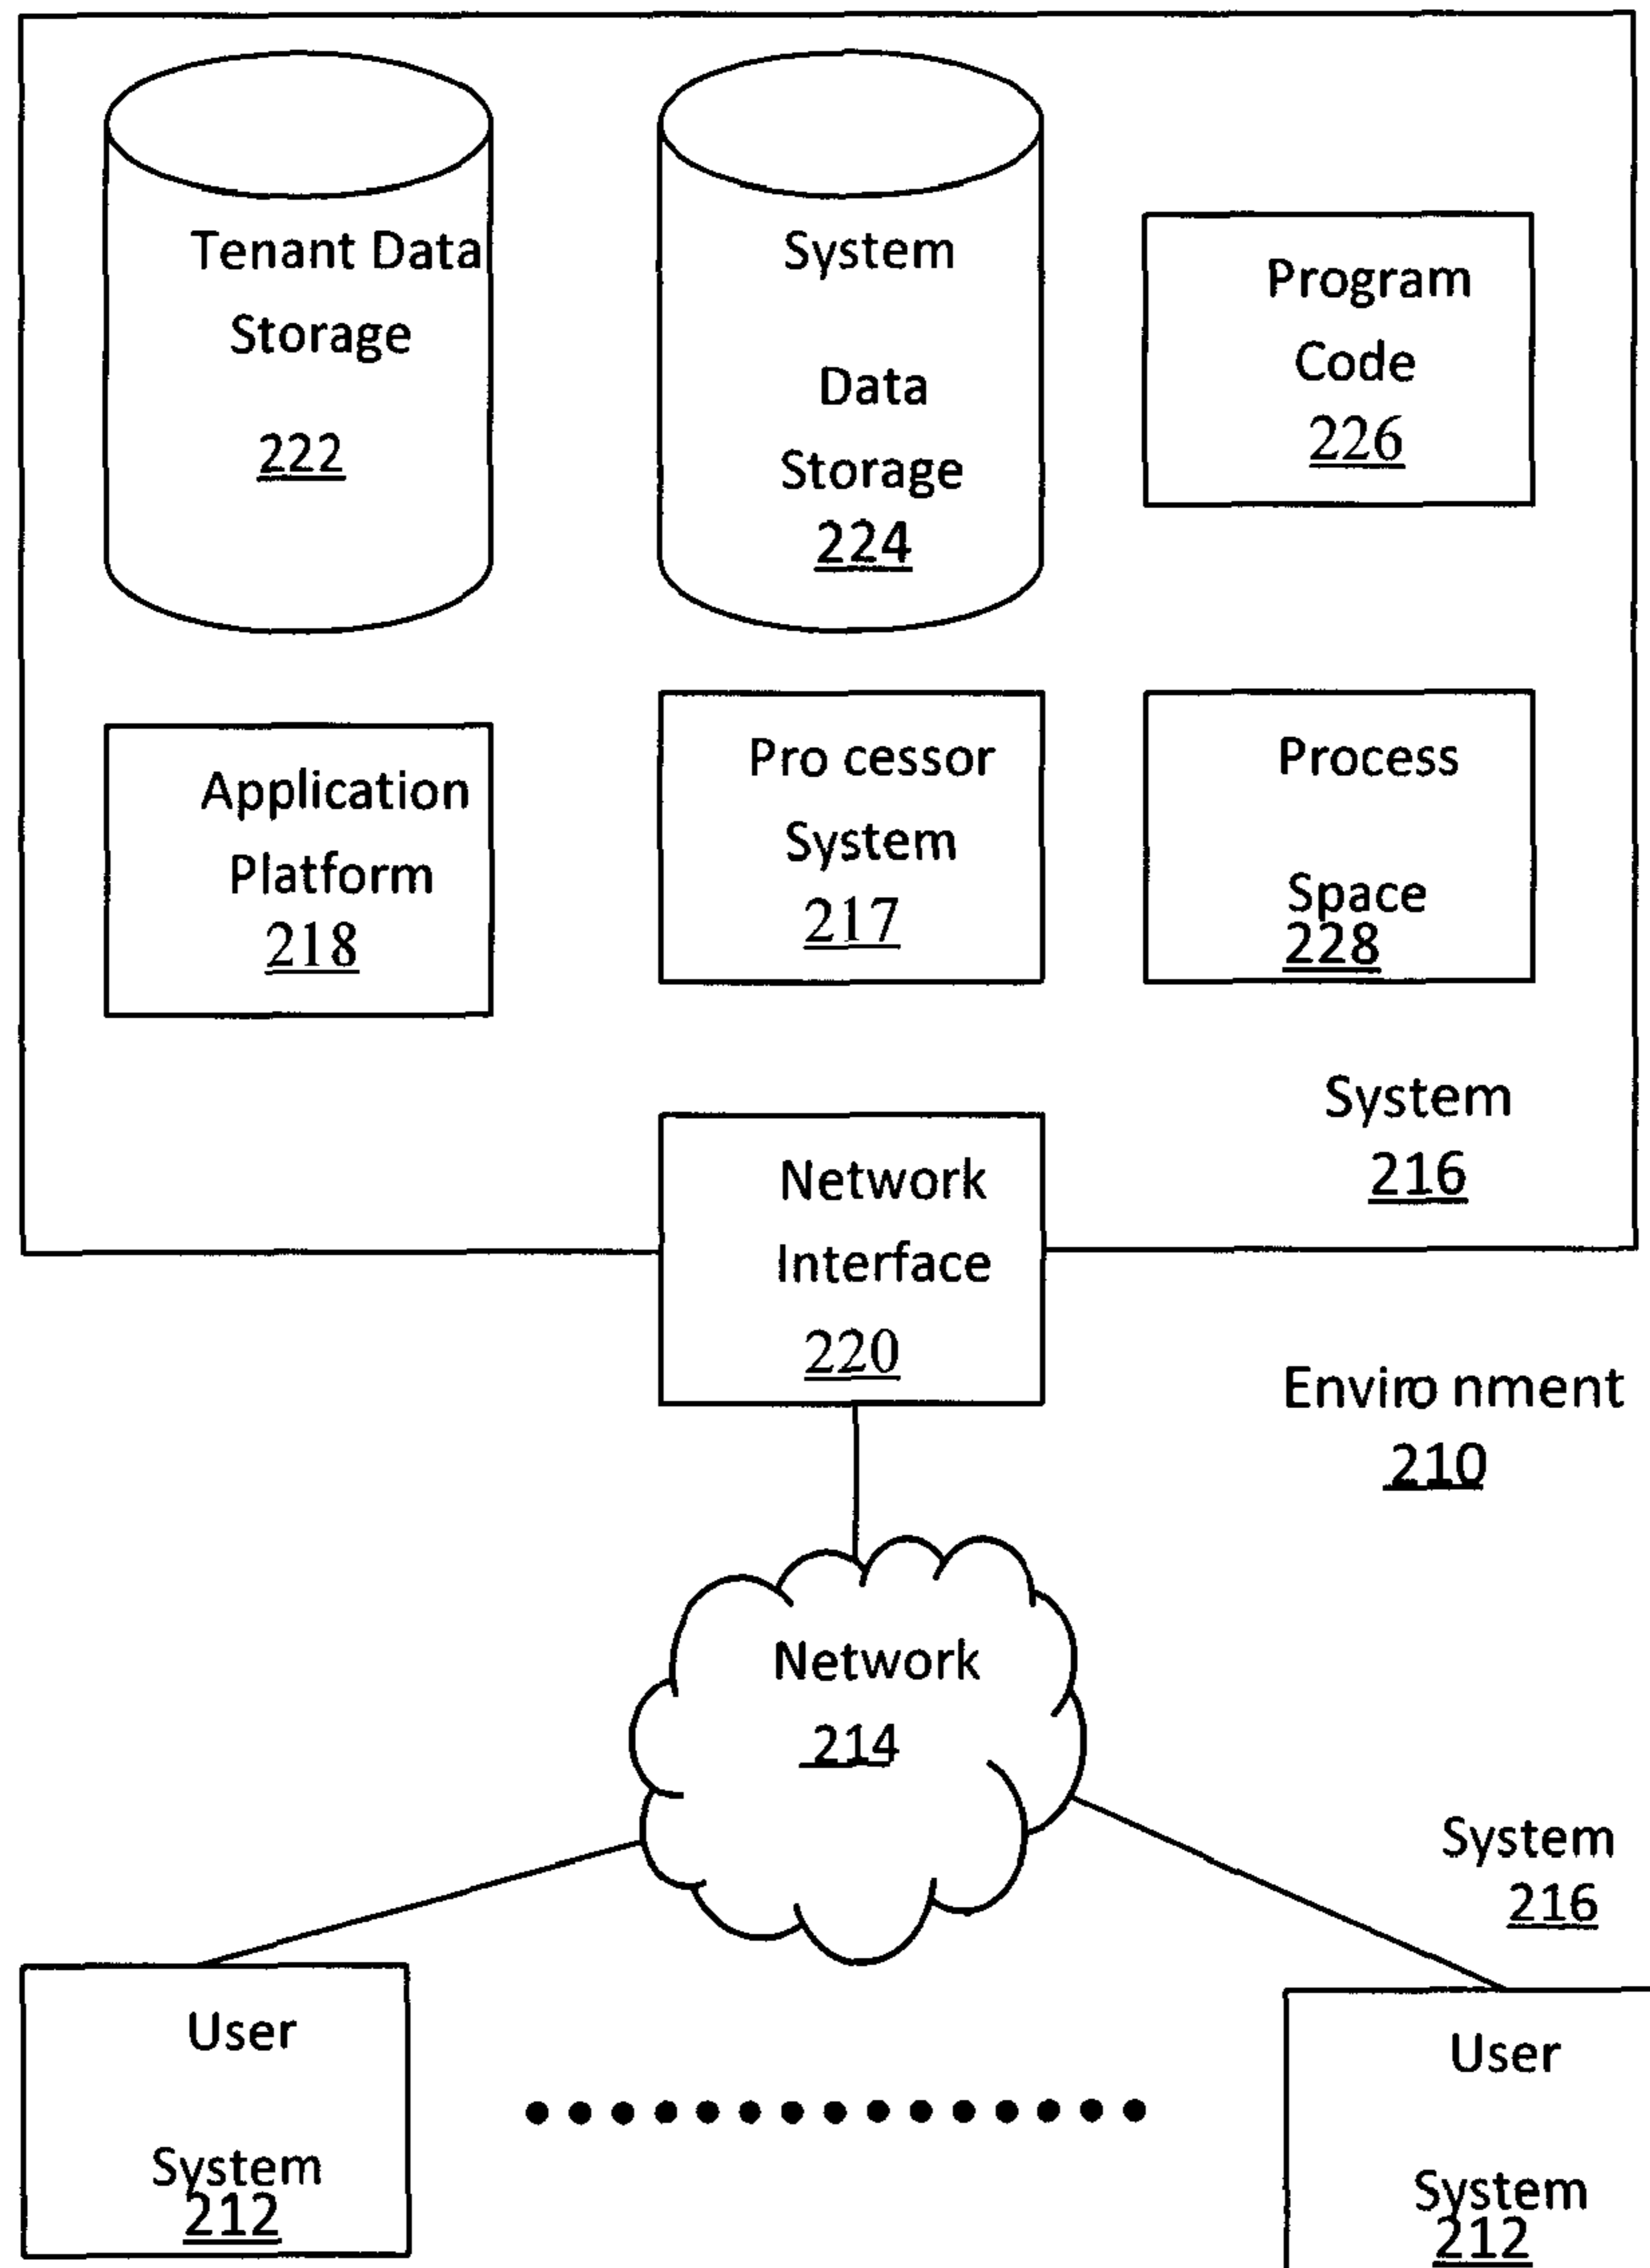 Tenant Data
Storage
222
System
Data
Storage
224
Program
Code
226
Application
Platform
218
Pro cessor
System
217
Process
Space
228
System
216
Network
Interface
220
Enviro nment
210
Network
214
System
216
User
System
212
User
System
212